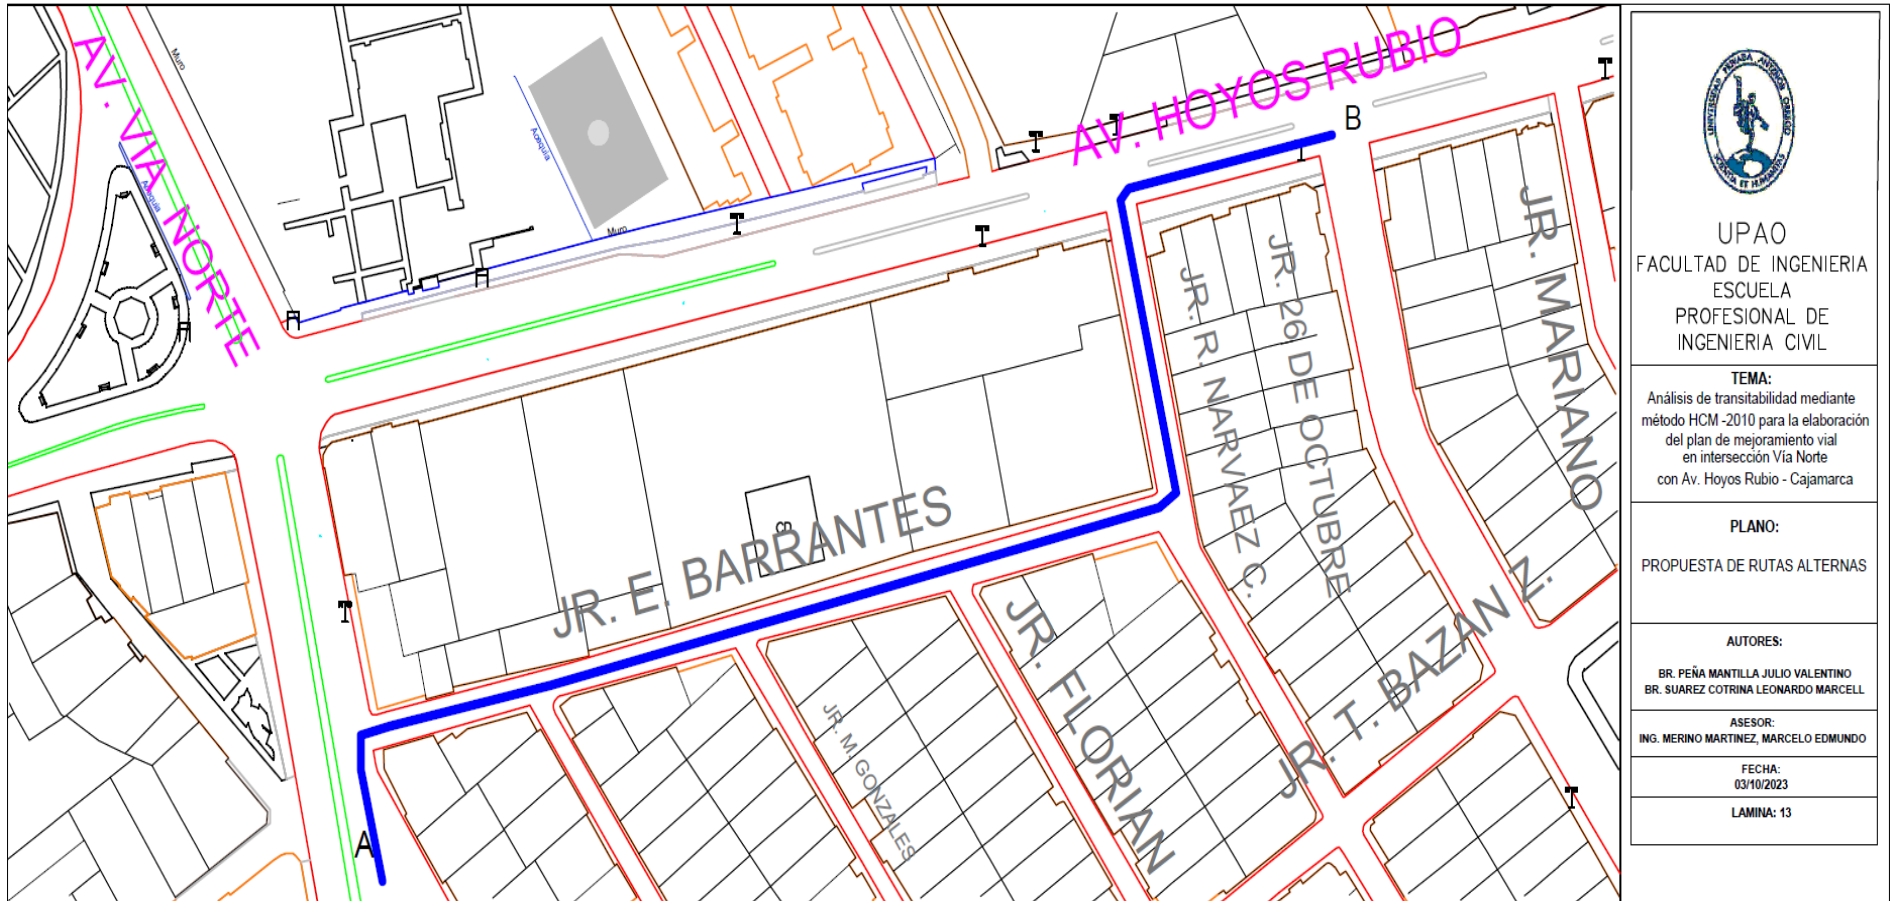 AV. VIA NORTE
Muro
Acequia
Acequia
Muro
AV. HOYOS RUBIO
B
JR. MARIANO
JR. 26 DE OCTUBRE
JR. R. NARVAEZ C.
JR. E. BARRANTES
JR. FLORIAN
JR. T. BAZAN Z.
JR. M. GONZALES
A
UPAO
FACULTAD DE INGENIERIA
ESCUELA
PROFESIONAL DE
INGENIERIA CIVIL
TEMA:
Análisis de transitabilidad mediante
método HCM -2010 para la elaboración
del plan de mejoramiento vial
en intersección Vía Norte
con Av. Hoyos Rubio - Cajamarca
PLANO:
PROPUESTA DE RUTAS ALTERNAS
AUTORES:
BR. PEÑA MANTILLA JULIO VALENTINO
BR. SUAREZ COTRINA LEONARDO MARCELL
ASESOR:
ING. MERINO MARTINEZ, MARCELO EDMUNDO
FECHA:
03/10/2023
LAMINA: 13